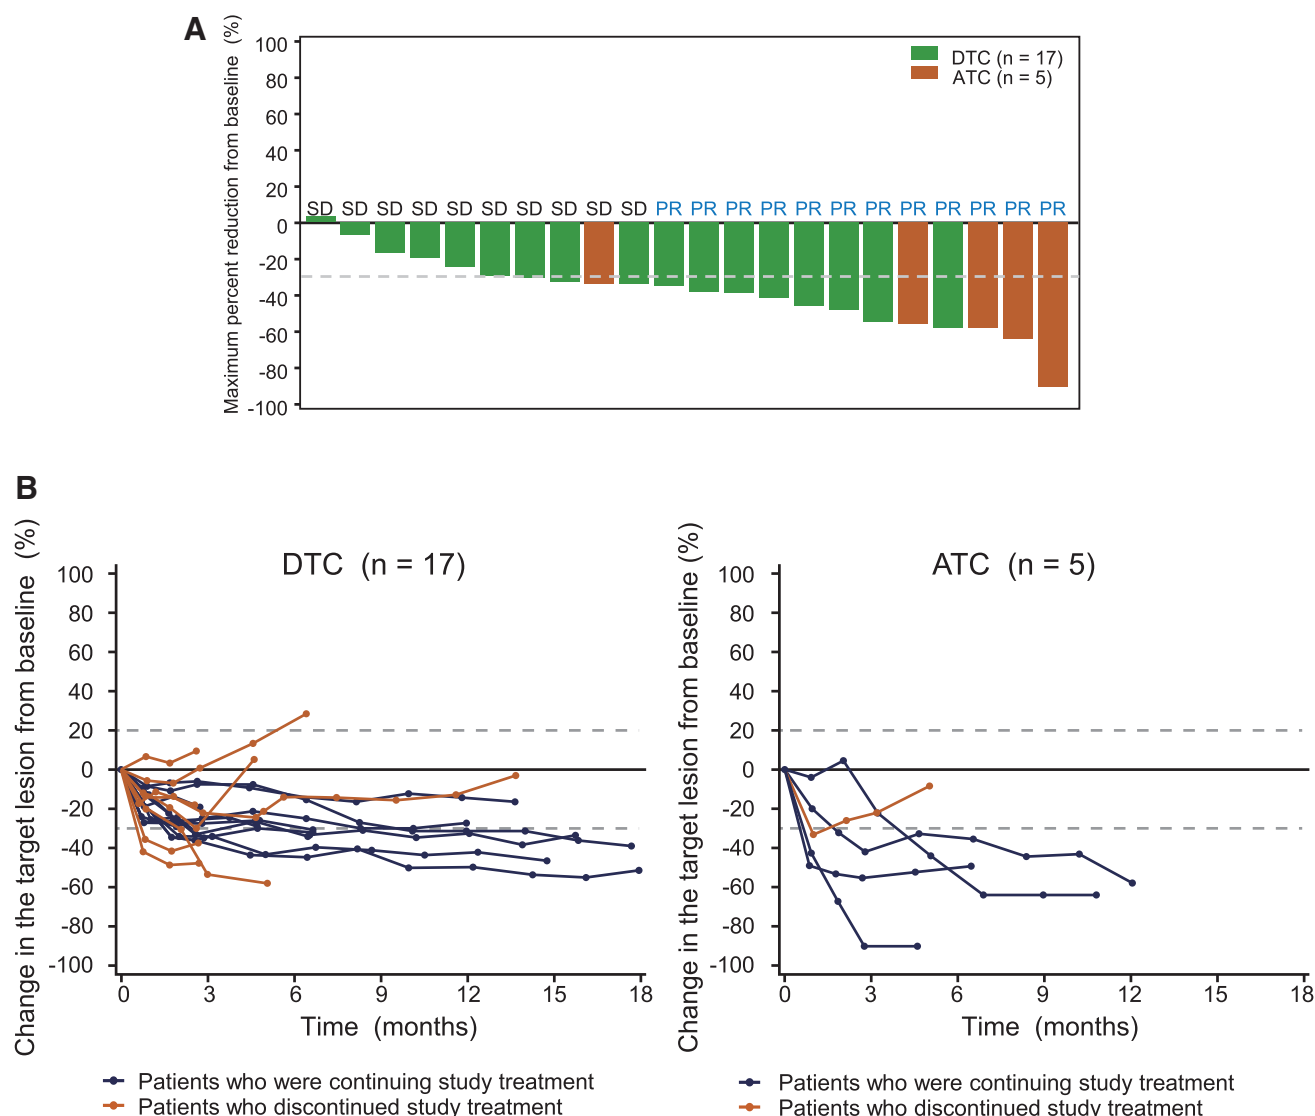 A
Maximum percent reduction from baseline (%)
100
80
60
40
20
0
-20
-40
-60
-80
-100
DTC (n = 17)
ATC (n = 5)
SD SD SD SD SD SD SD SD SD SD PR PR PR PR PR PR PR PR PR PR PR PR
B
Change in the target lesion from baseline (%)
DTC (n = 17)
100
80
60
40
20
0
-20
-40
-60
-80
-100
0 3 6 9 12 15 18
Time (months)
Patients who were continuing study treatment
Patients who discontinued study treatment
Change in the target lesion from baseline (%)
ATC (n = 5)
100
80
60
40
20
0
-20
-40
-60
-80
-100
0 3 6 9 12 15 18
Time (months)
Patients who were continuing study treatment
Patients who discontinued study treatment